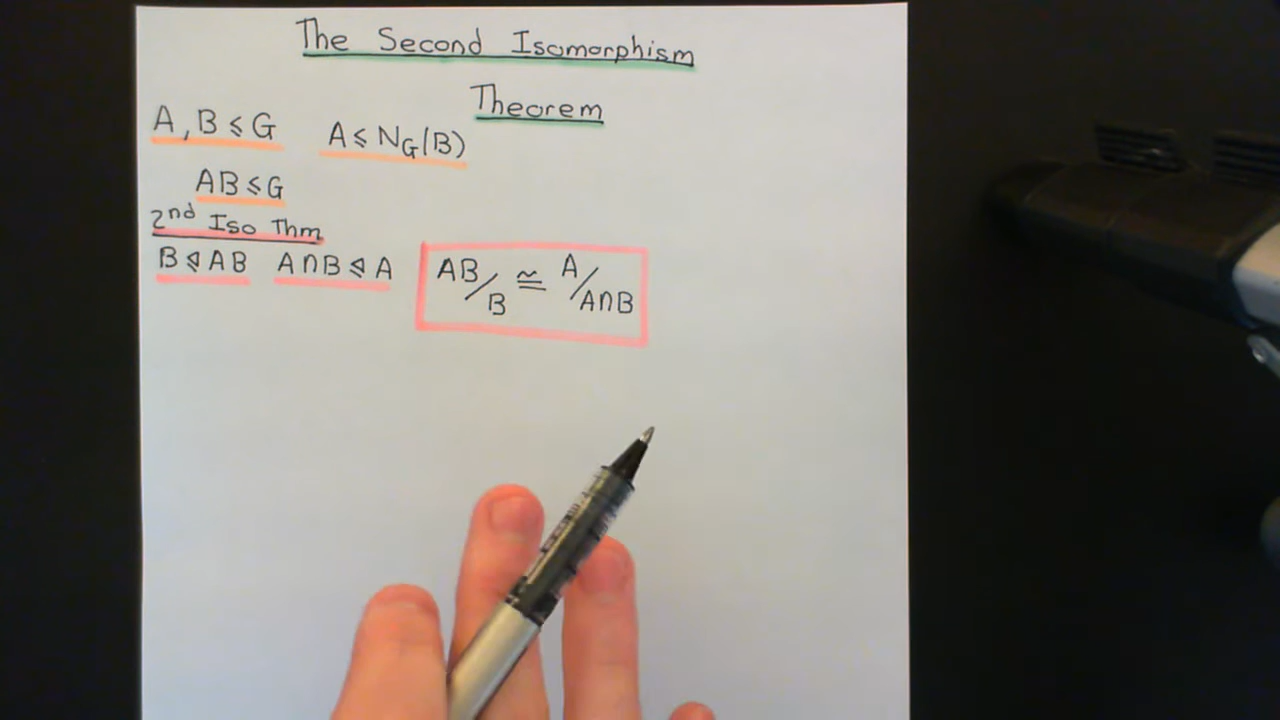 The Second Isomorphism
Theorem
A, B ≤ G    A ≤ N_G(B)
AB ≤ G
2nd Iso Thm
B ⊴ AB    A∩B ⊴ A    AB/B ≅ A/A∩B